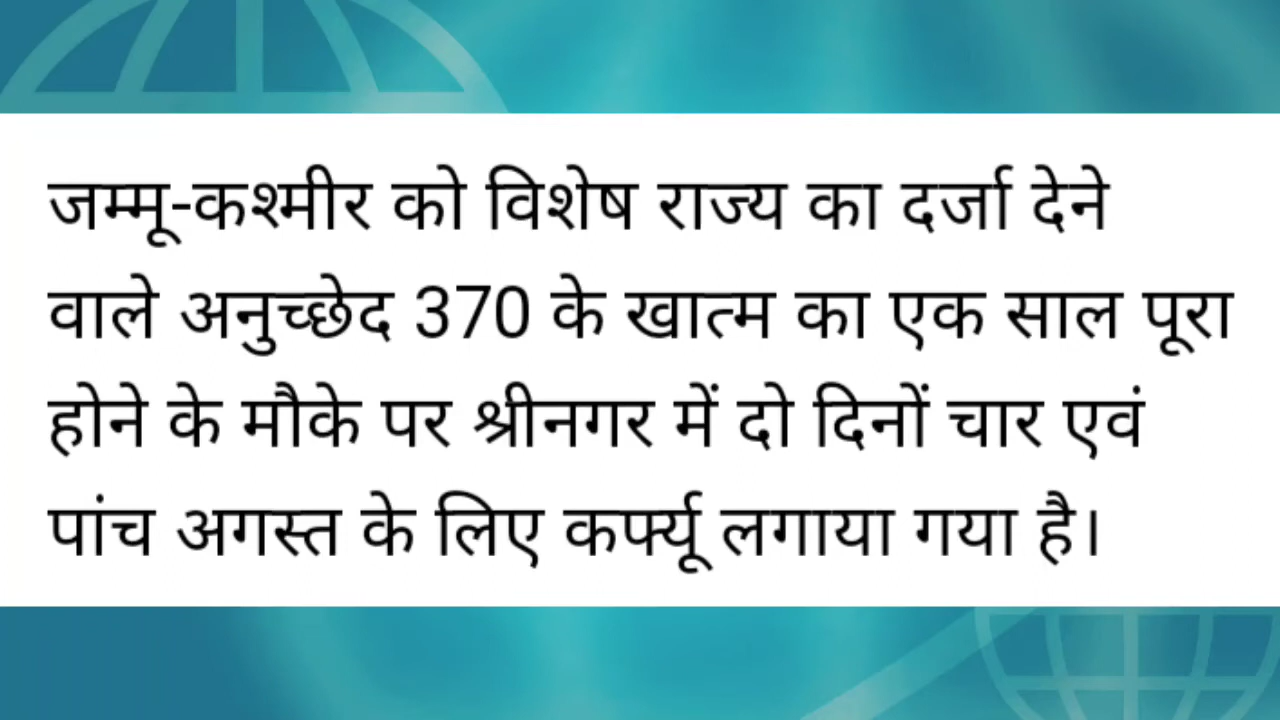 जम्मू-कश्मीर को विशेष राज्य का दर्जा देने
वाले अनुच्छेद 370 के खात्म का एक साल पूरा
होने के मौके पर श्रीनगर में दो दिनों चार एवं
पांच अगस्त के लिए कर्फ्यू लगाया गया है।